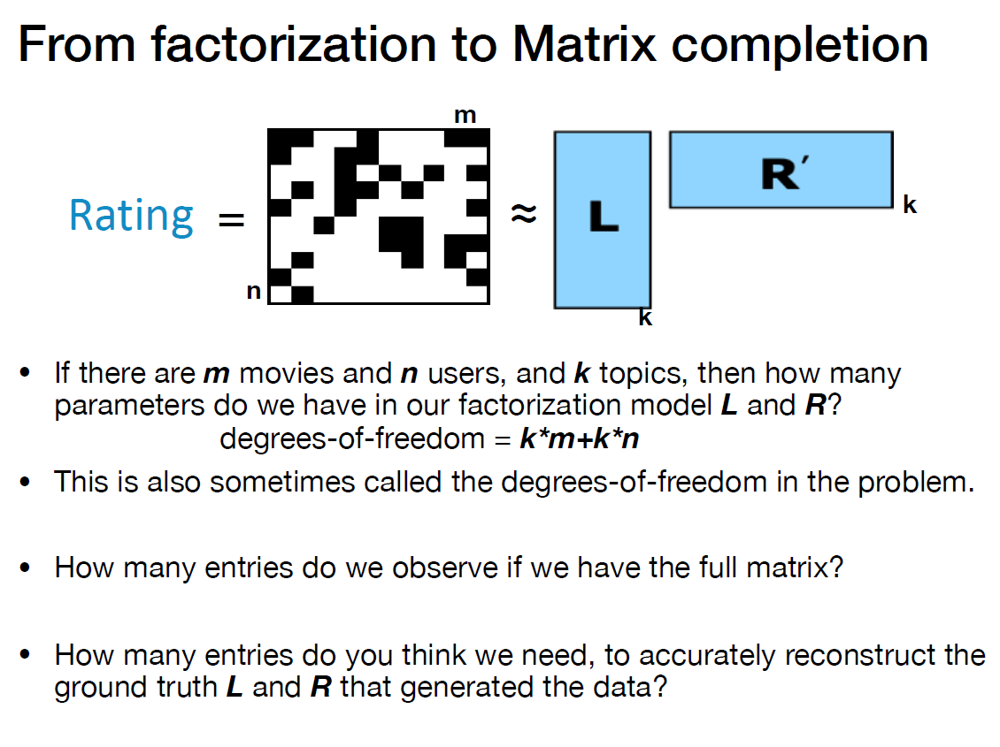 From factorization to Matrix completion
m
Rating = ≈ L R′
k
n
k
• If there are m movies and n users, and k topics, then how many
parameters do we have in our factorization model L and R?
degrees-of-freedom = k*m+k*n
• This is also sometimes called the degrees-of-freedom in the problem.
• How many entries do we observe if we have the full matrix?
• How many entries do you think we need, to accurately reconstruct the
ground truth L and R that generated the data?